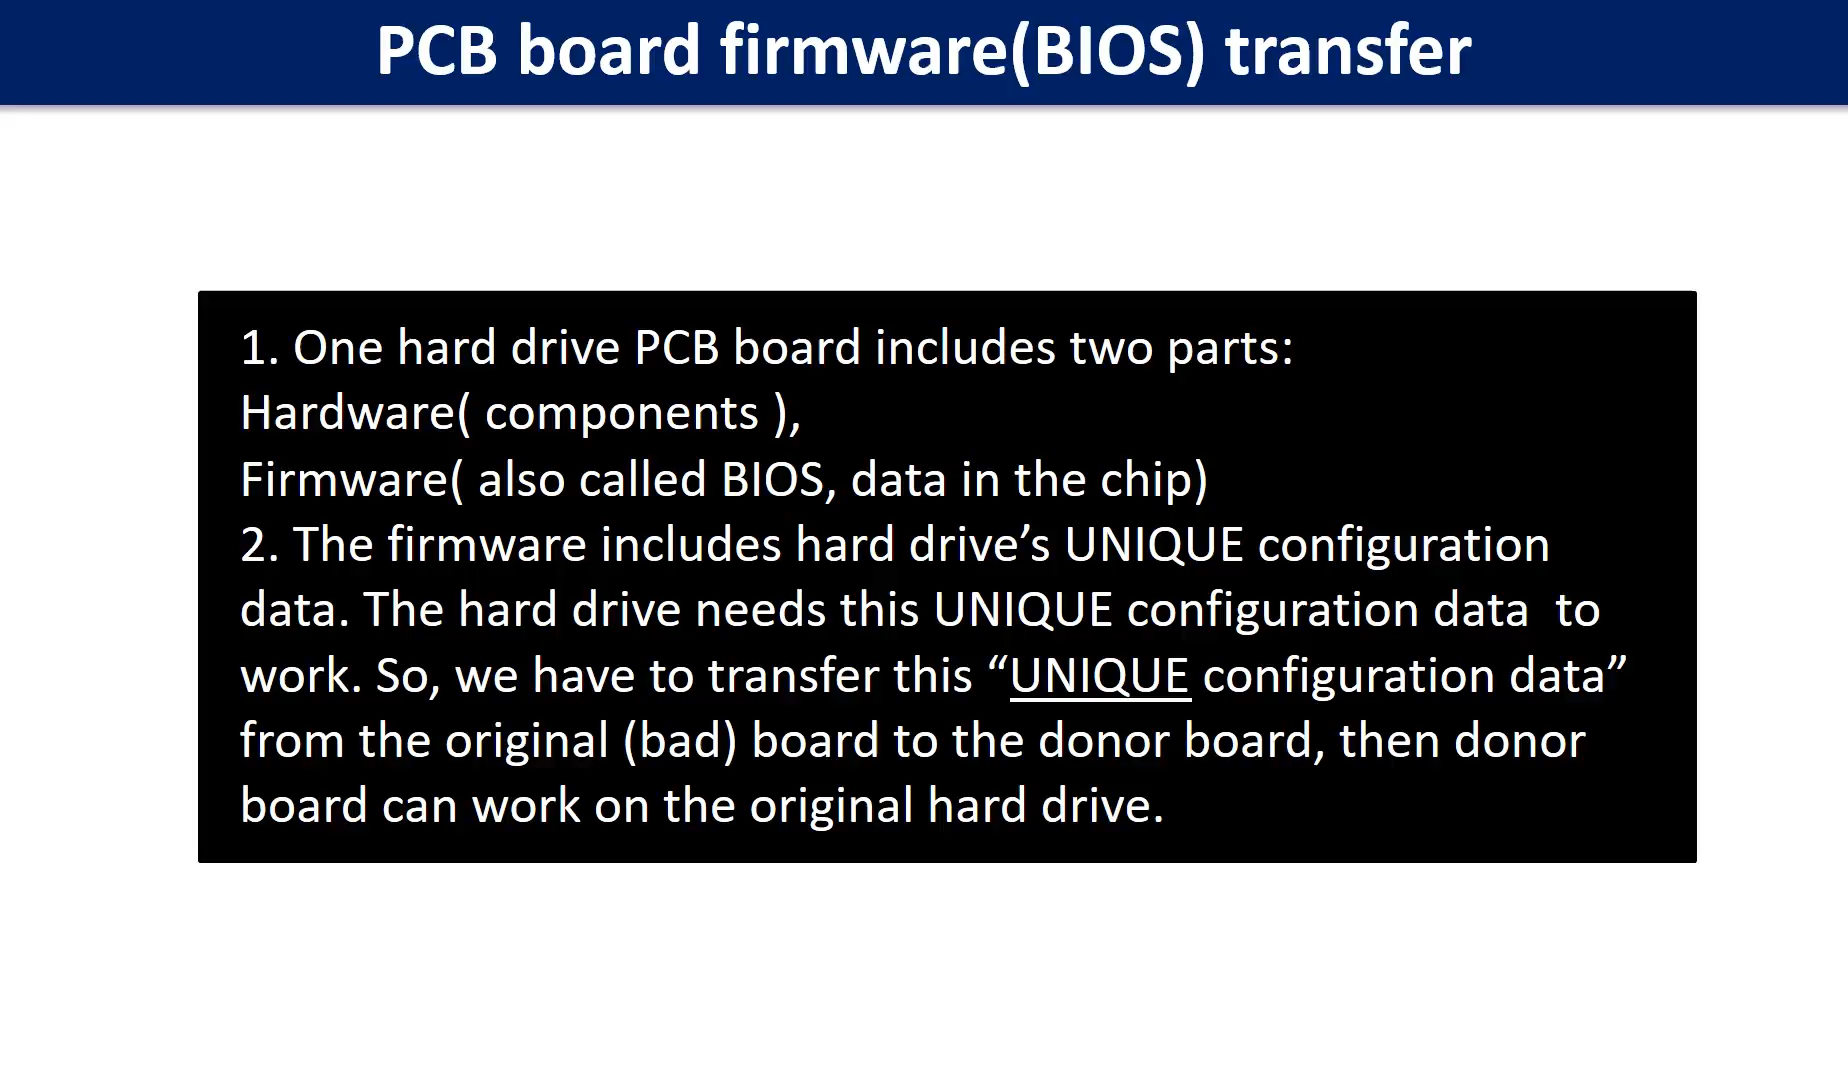 PCB board firmware(BIOS) transfer
1. One hard drive PCB board includes two parts:
Hardware( components ),
Firmware( also called BIOS, data in the chip)
2. The firmware includes hard drive’s UNIQUE configuration
data. The hard drive needs this UNIQUE configuration data  to
work. So, we have to transfer this “UNIQUE configuration data”
from the original (bad) board to the donor board, then donor
board can work on the original hard drive.